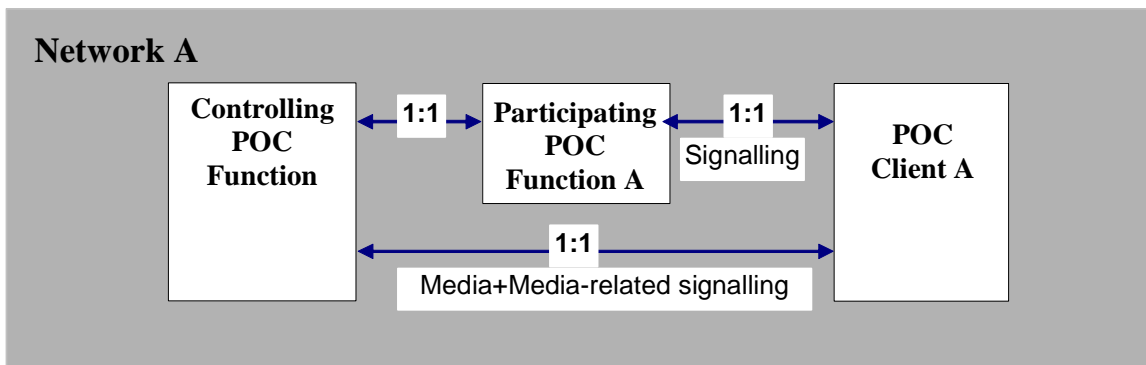 Network A
Controlling
POC
Function
1:1
Participating
POC
Function A
1:1
Signalling
POC
Client A
1:1
Media+Media-related signalling